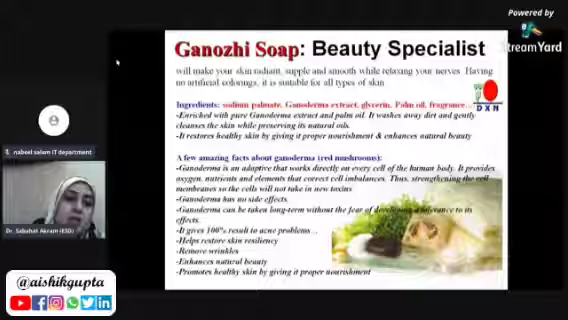 Powered by
StreamYard
Ganozhi Soap: Beauty Specialist
will make your skin radiant, supple and smooth while relaxing your nerves. Having
no artificial colorings, it is suitable for all types of skin
Ingredients: sodium palmate, Ganoderma extract, glycerin, Palm oil, fragrance...
-Enriched with pure Ganoderma extract and palm oil. It washes away dirt and gently
cleanses the skin while preserving its natural oils.
-It restores healthy skin by giving it proper nourishment & enhances natural beauty
DXN
A few amazing facts about ganoderma (red mushrooms):
-Ganoderma is an adaptive that works directly on every cell of the human body. It provides
oxygen, nutrients and elements that correct cell imbalances. Thus, strengthening the cell
membranes so the cells will not take in new toxins
-Ganoderma has no side effects.
-Ganoderma can be taken long-term without the fear of developing a tolerance to its
effects.
-It gives 100% result to acne problems...
-Helps restore skin resiliency
-Remove wrinkles
-Enhances natural beauty
-Promotes healthy skin by giving it proper nourishment
nabeel salam IT department
Dr. Sabahat Akram (KSD)
@aishikgupta